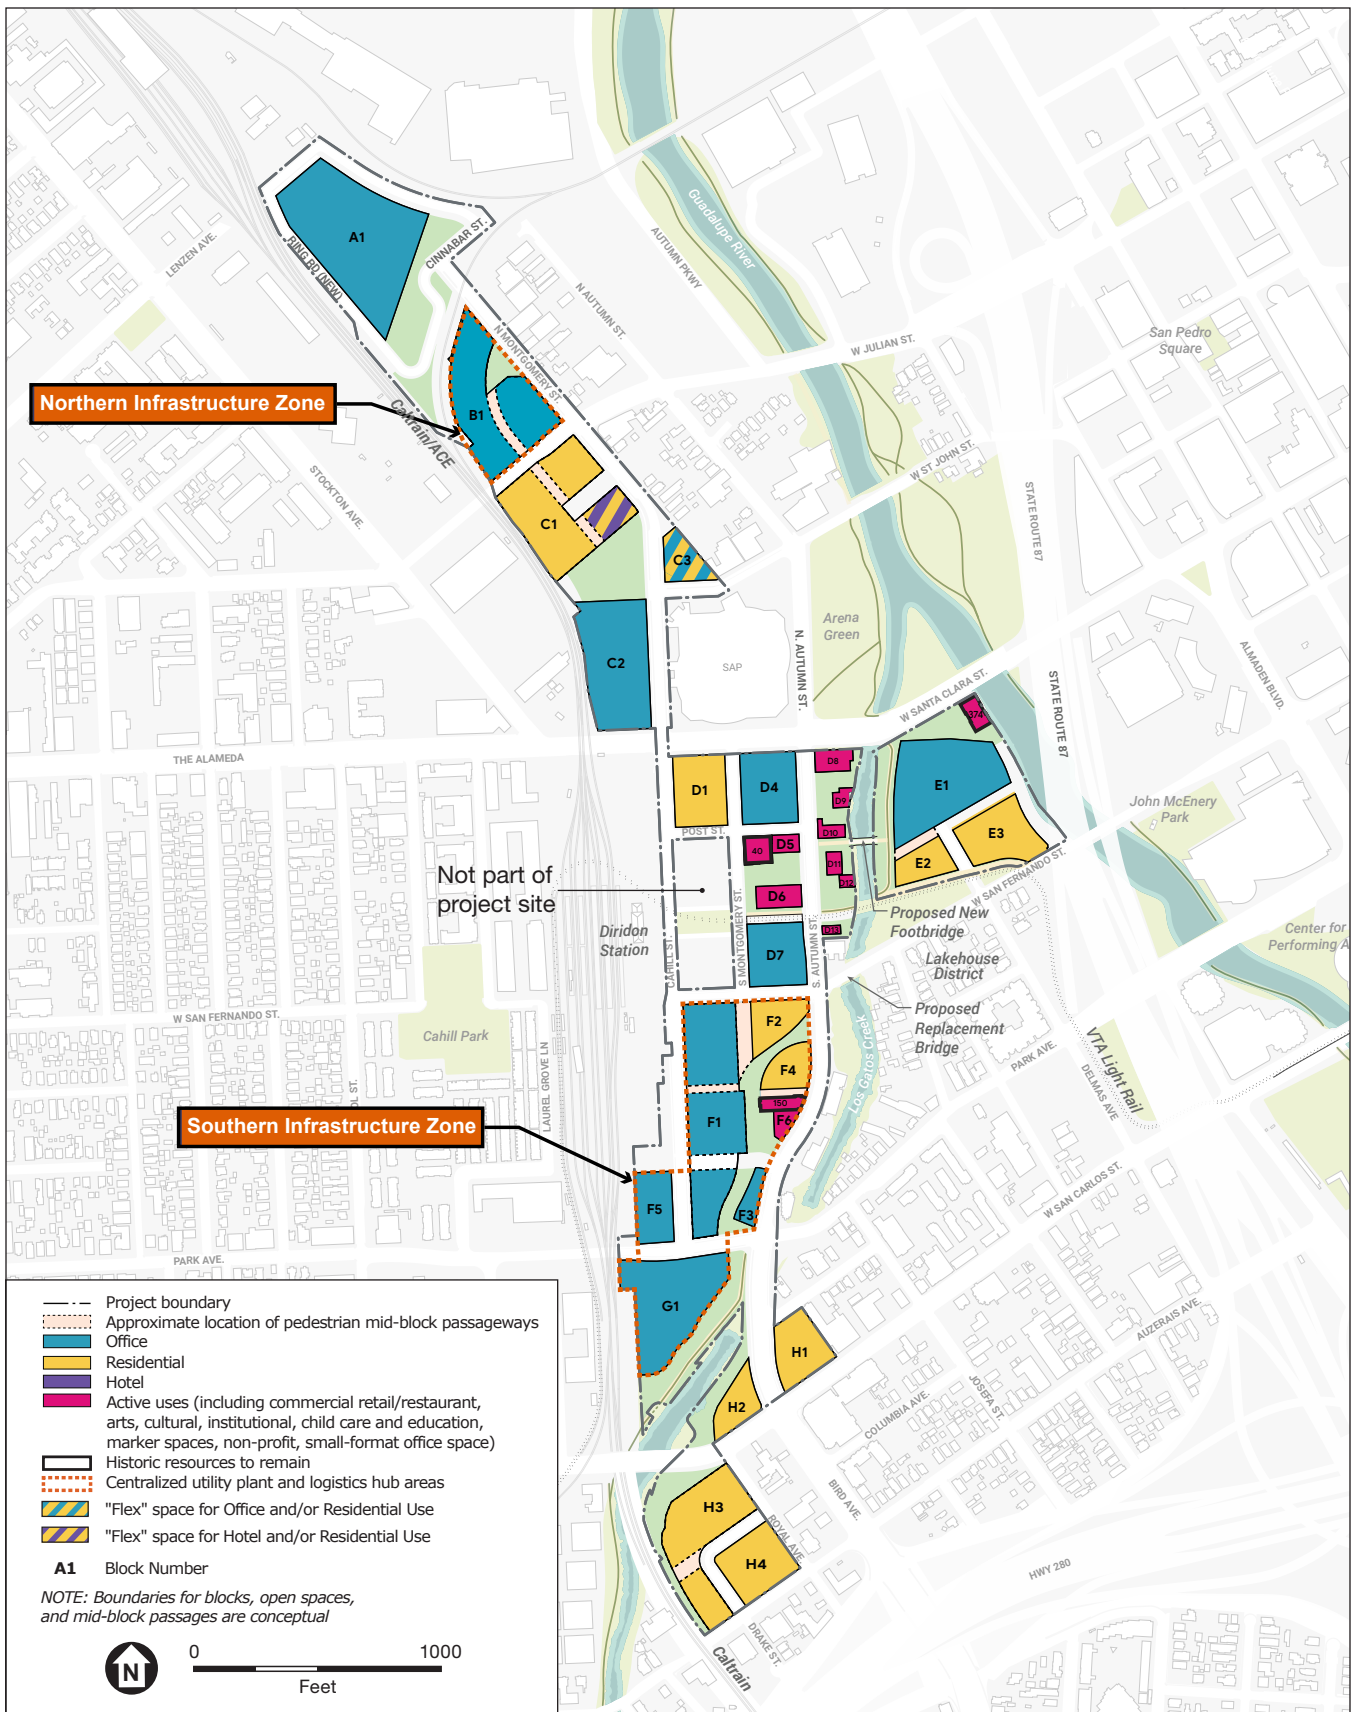 Guadalupe River
A1
CINNABAR ST.
LENZEN AVE.
RING RD (NEW)
AUTUMN PKWY
N AUTUMN ST.
N MONTGOMERY ST.
W JULIAN ST.
San Pedro
Square
Northern Infrastructure Zone
B1
Caltrain/ACE
STOCKTON AVE.
W ST JOHN ST.
STATE ROUTE 87
C1
C3
Arena
Green
N. AUTUMN ST.
C2
SAP
ALMADEN BLVD.
W SANTA CLARA ST.
STATE ROUTE 87
374
THE ALAMEDA
D8
D1
D4
E1
D9
John McEnery
Park
POST ST.
D10
E3
40
D5
D11
E2
D12
W SAN FERNANDO ST.
Not part of
project site
D6
S MONTGOMERY ST.
S. AUTUMN ST.
Proposed New
Footbridge
Diridon
Station
D13
Center for
Performing A
CAHILL ST.
D7
Lakehouse
District
W SAN FERNANDO ST.
Proposed
Replacement
Bridge
F2
Cahill Park
LAUREL GROVE LN
OL ST.
F4
Los Gatos Creek
PARK AVE.
DELMAS AVE
VTA Light Rail
150
F1
F6
Southern Infrastructure Zone
F5
F3
W SAN CARLOS ST.
PARK AVE.
G1
AUZERAIS AVE.
H1
H2
COLUMBIA AVE.
JOSEFA ST.
BIRD AVE.
H3
ROYAL AVE.
H4
HWY 280
DRAKE ST.
Caltrain
Project boundary
Approximate location of pedestrian mid-block passageways
Office
Residential
Hotel
Active uses (including commercial retail/restaurant,
arts, cultural, institutional, child care and education,
marker spaces, non-profit, small-format office space)
Historic resources to remain
Centralized utility plant and logistics hub areas
"Flex" space for Office and/or Residential Use
"Flex" space for Hotel and/or Residential Use
A1 Block Number
NOTE: Boundaries for blocks, open spaces,
and mid-block passages are conceptual
N
0 1000
Feet